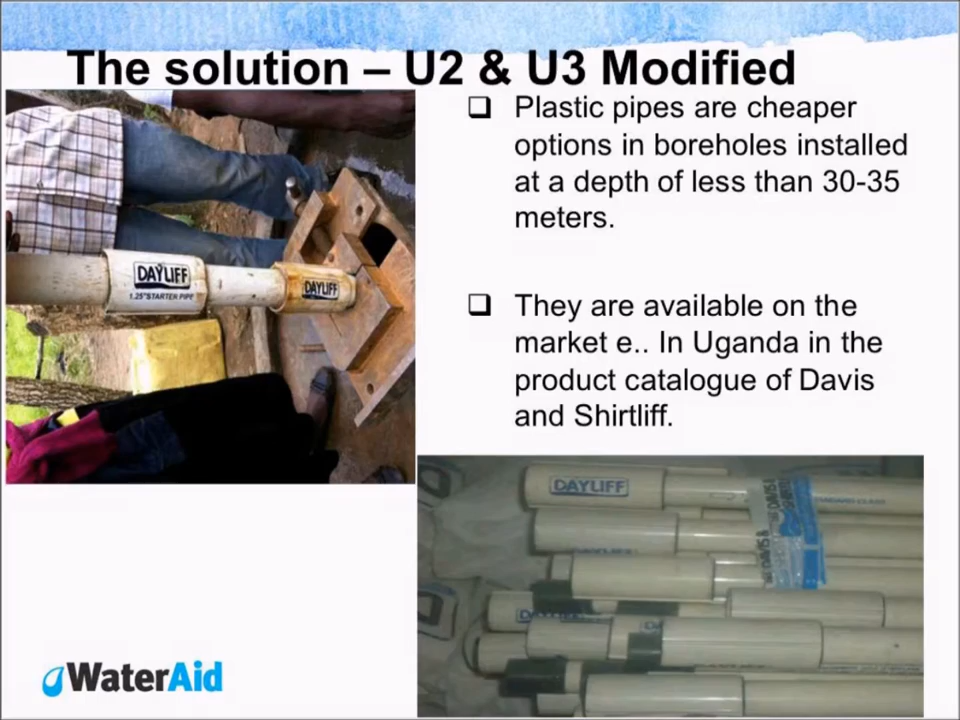 The solution – U2 & U3 Modified
❑ Plastic pipes are cheaper
options in boreholes installed
at a depth of less than 30-35
meters.
❑ They are available on the
market e.. In Uganda in the
product catalogue of Davis
and Shirtliff.
DAYLIFF
1.25"STARTER PIPE
DAYLIFF
DAYLIFF
DAVIS &
DAYLIFF
WaterAid